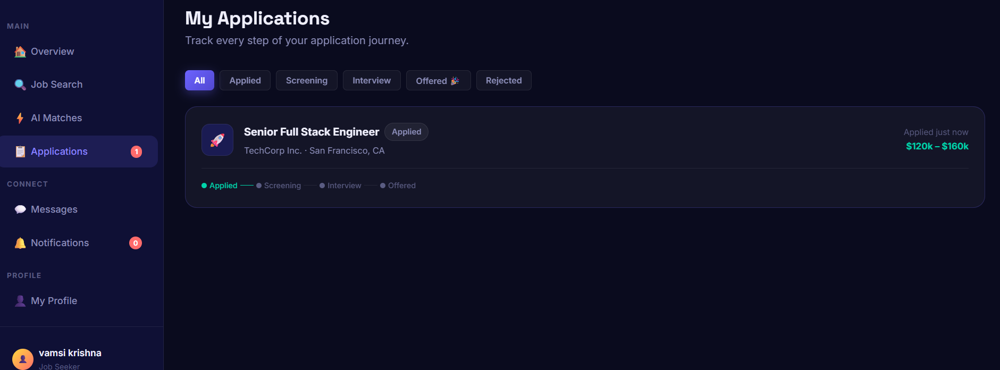 MAIN
Overview
Job Search
AI Matches
Applications 1
CONNECT
Messages
Notifications 0
PROFILE
My Profile
vamsi krishna
Job Seeker
My Applications
Track every step of your application journey.
All Applied Screening Interview Offered 🎉 Rejected
Senior Full Stack Engineer Applied
TechCorp Inc. · San Francisco, CA
Applied just now
$120k – $160k
Applied Screening Interview Offered